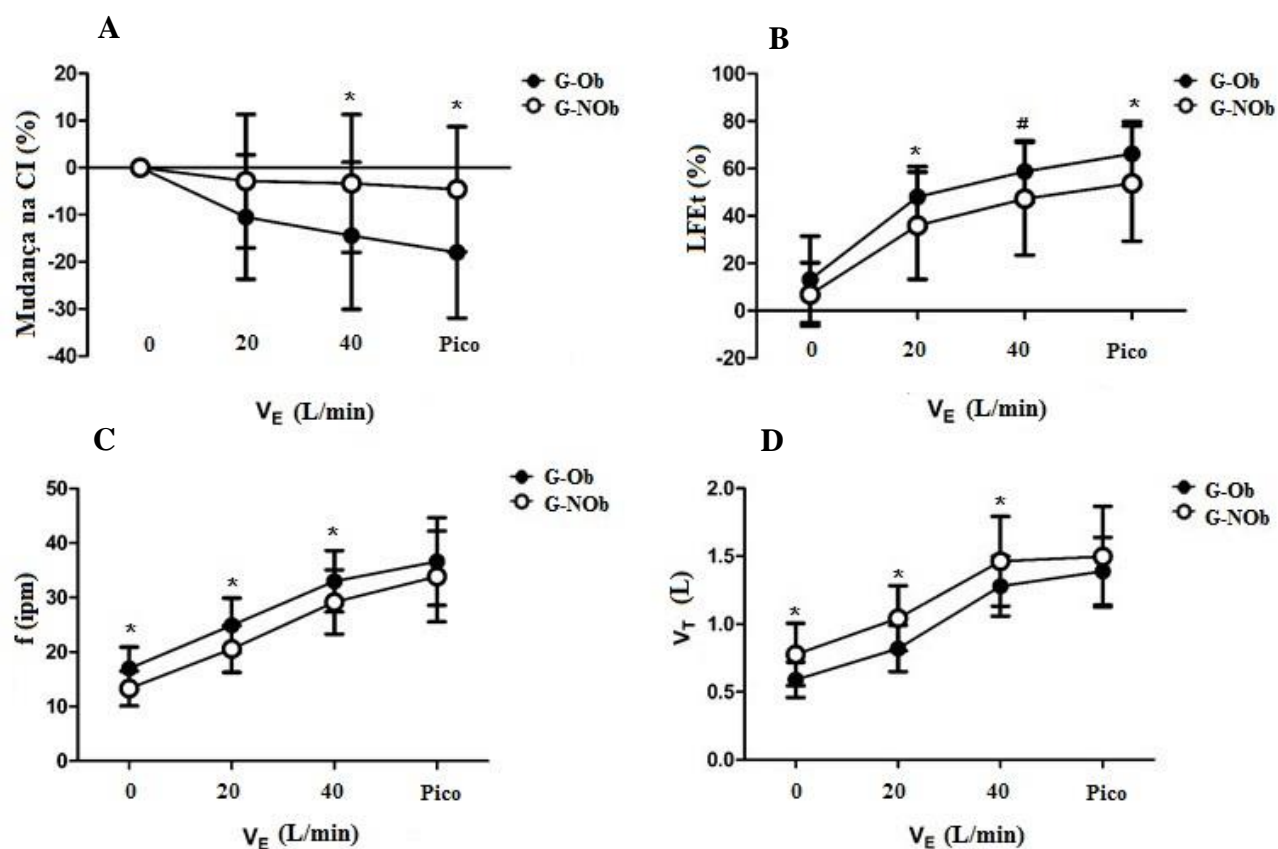 A
Mudança na CI (%)
20
10
0
-10
-20
-30
-40
* *
G-Ob
G-NOb
0 20 40 Pico
VE (L/min)
B
LFEt (%)
100
80
60
40
20
0
-20
* # *
G-Ob
G-NOb
0 20 40 Pico
VE (L/min)
C
f (ipm)
50
40
30
20
10
0
* * *
G-Ob
G-NOb
0 20 40 Pico
VE (L/min)
D
VT (L)
2.0
1.5
1.0
0.5
0.0
* * *
G-Ob
G-NOb
0 20 40 Pico
VE (L/min)